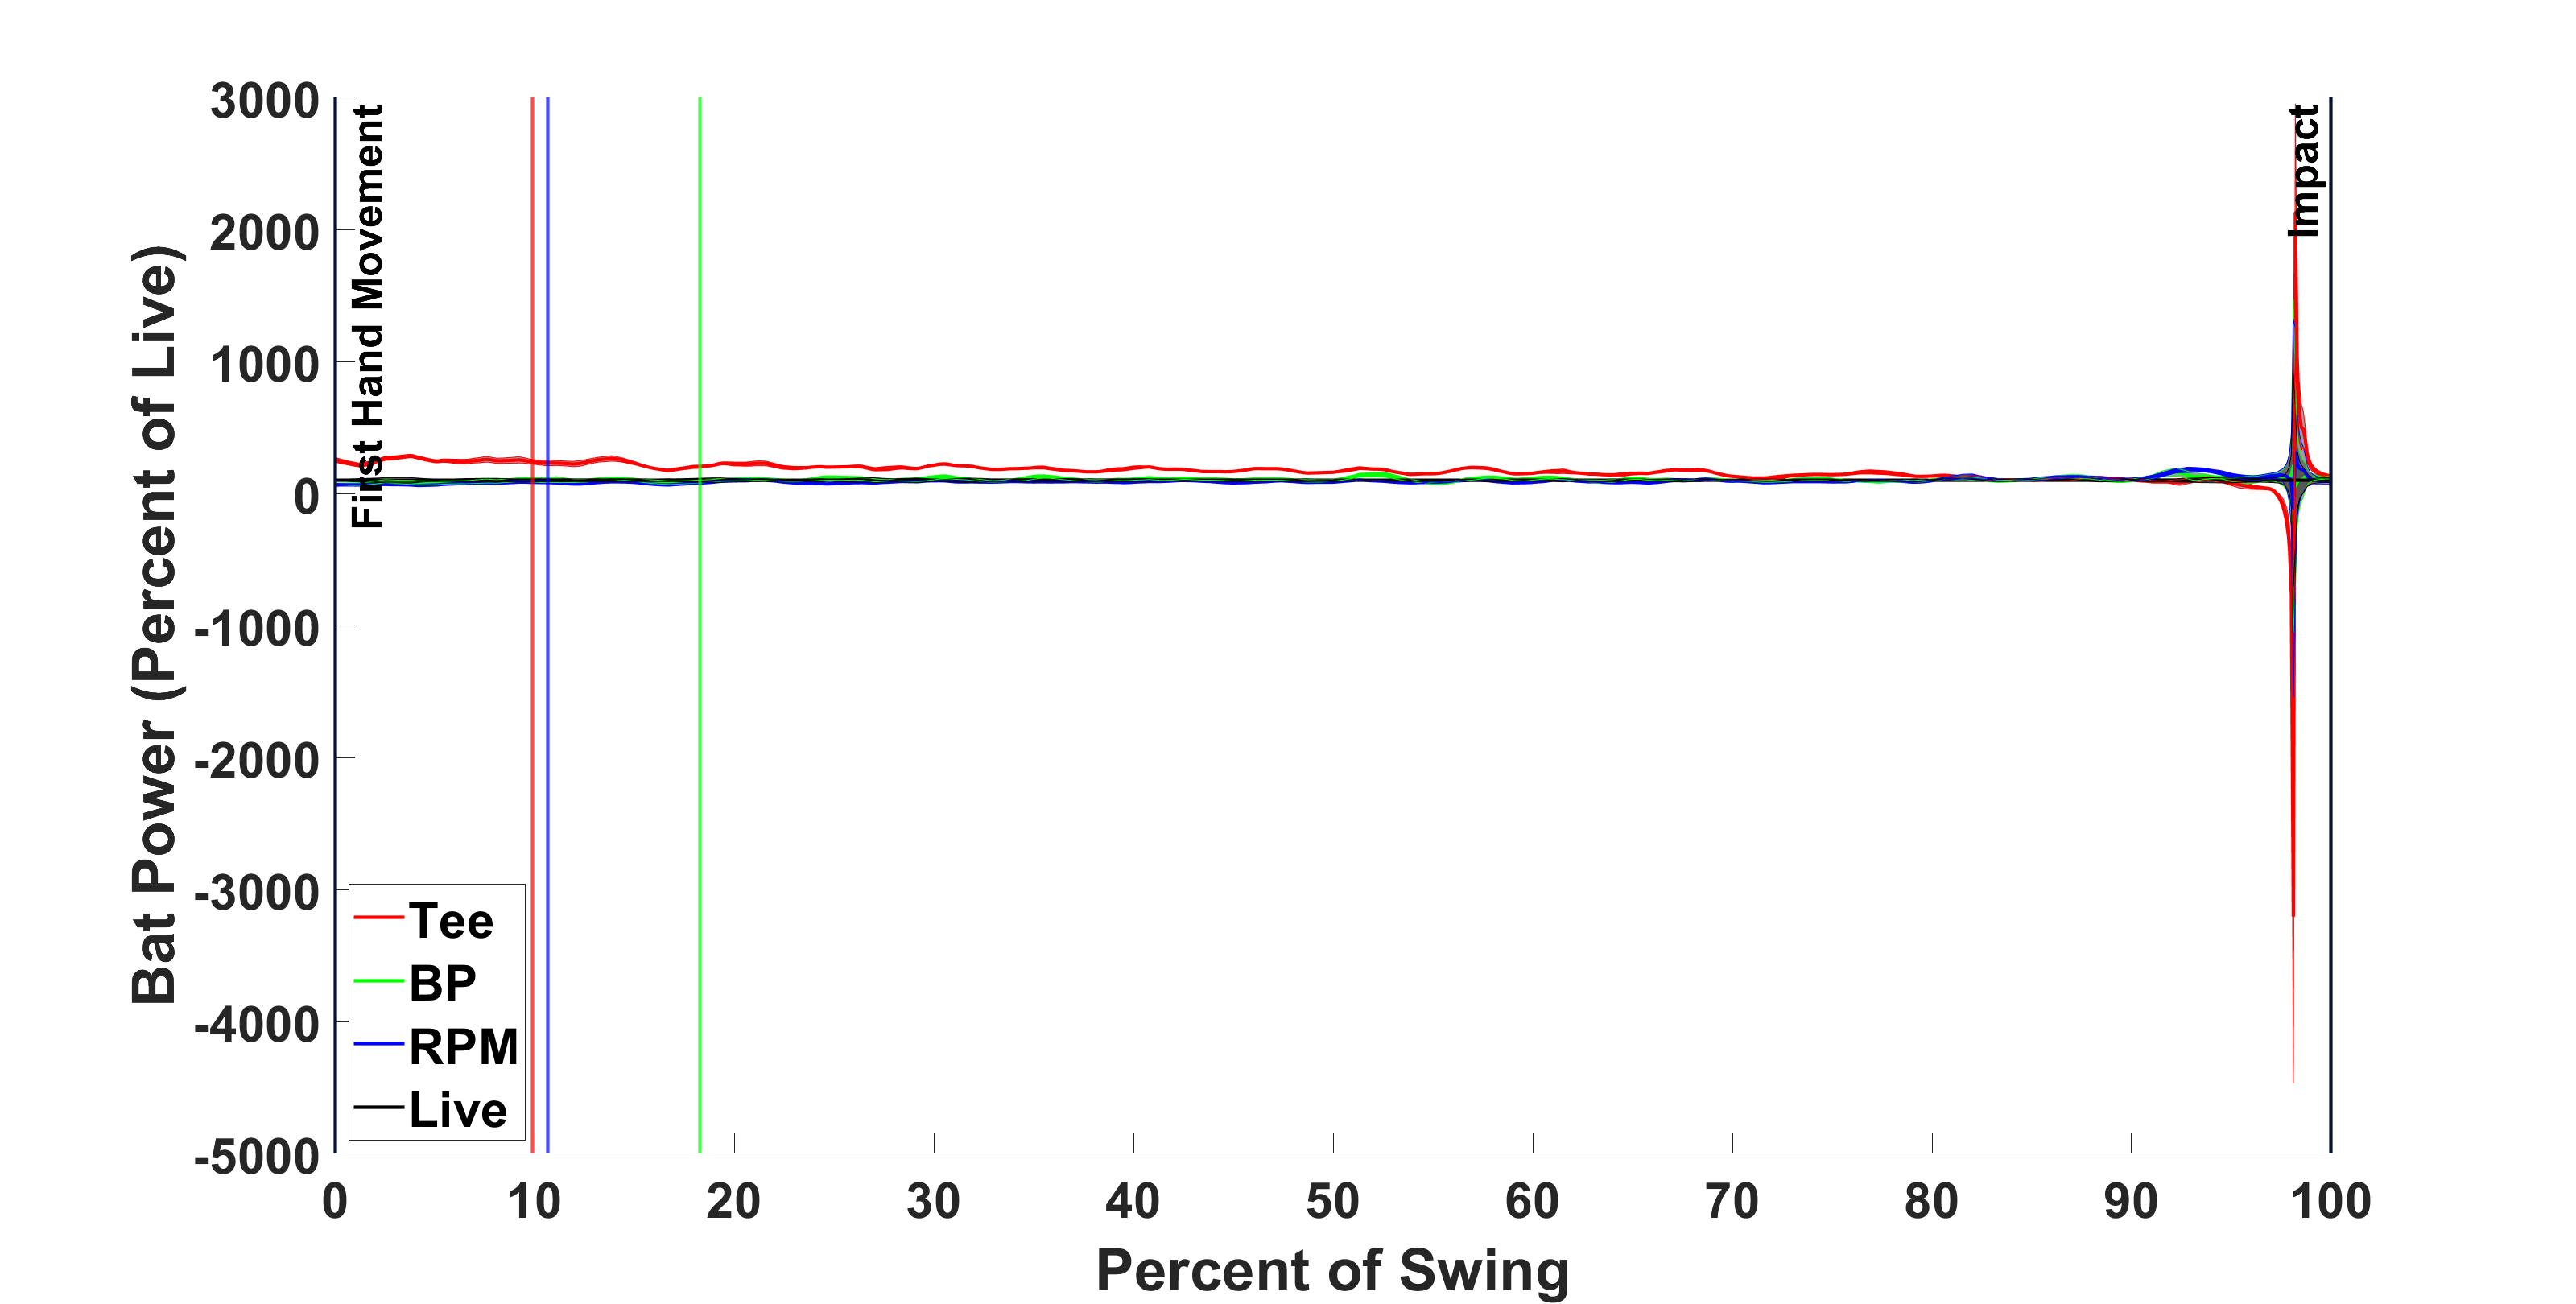 Bat Power (Percent of Live)
3000
2000
1000
0
-1000
-2000
-3000
-4000
-5000
First Hand Movement
Impact
Tee
BP
RPM
Live
0 10 20 30 40 50 60 70 80 90 100
Percent of Swing